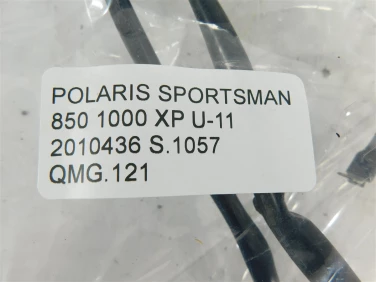 POLARIS SPORTSMAN
850 1000 XP U-11
2010436 S.1057
QMG.121